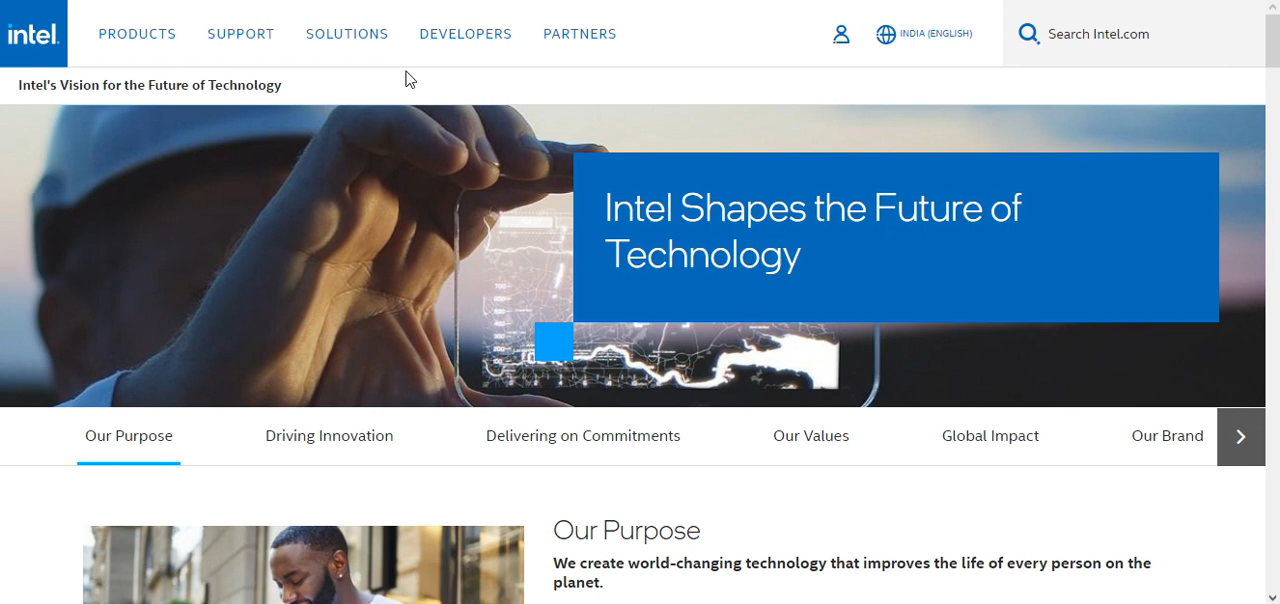 intel.
PRODUCTS
SUPPORT
SOLUTIONS
DEVELOPERS
PARTNERS
INDIA (ENGLISH)
Search Intel.com
Intel's Vision for the Future of Technology
Intel Shapes the Future of
Technology
Our Purpose
Driving Innovation
Delivering on Commitments
Our Values
Global Impact
Our Brand
Our Purpose
We create world-changing technology that improves the life of every person on the
planet.